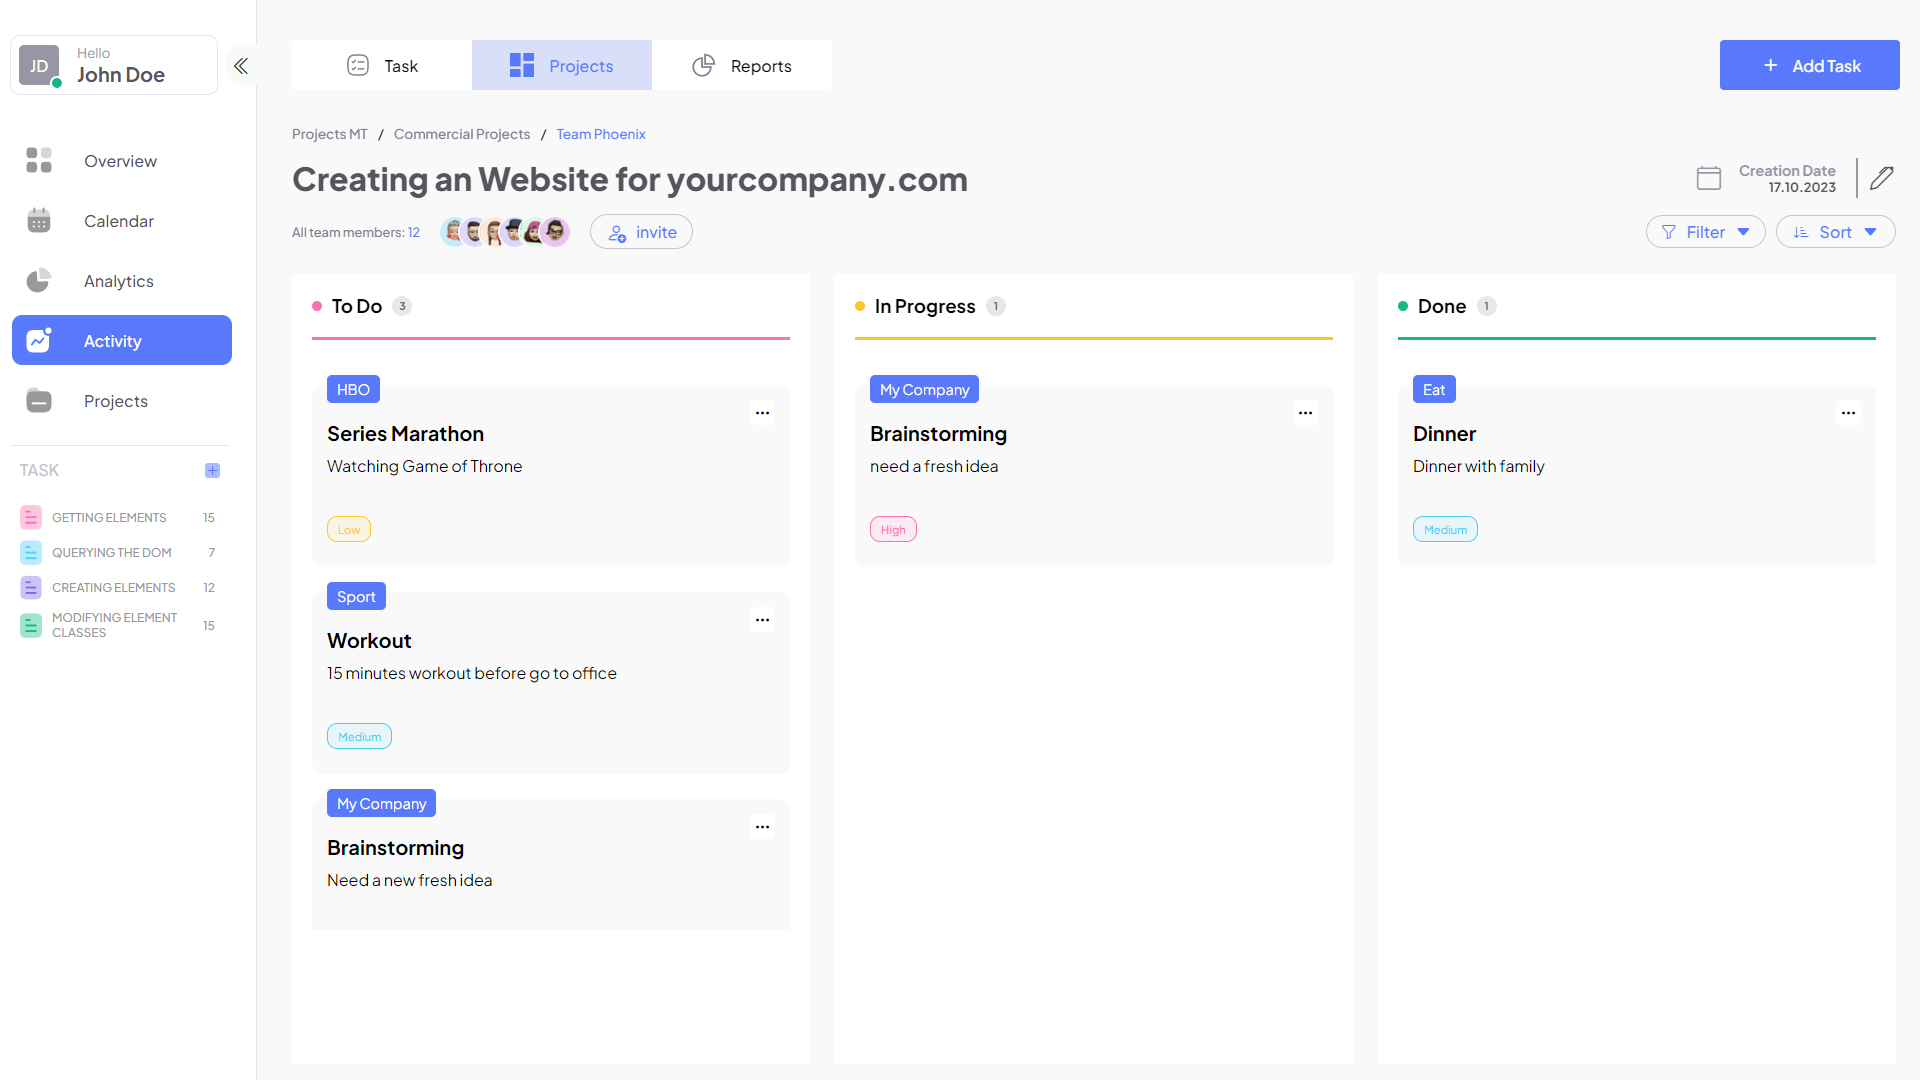 JD
Hello
John Doe
Overview
Calendar
Analytics
Activity
Projects
TASK
GETTING ELEMENTS 15
QUERYING THE DOM 7
CREATING ELEMENTS 12
MODIFYING ELEMENT
CLASSES 15
Task Projects Reports
+ Add Task
Projects MT / Commercial Projects / Team Phoenix
Creating an Website for yourcompany.com
Creation Date
17.10.2023
All team members: 12
invite
Filter
Sort
To Do 3
HBO
Series Marathon
Watching Game of Throne
Low
Sport
Workout
15 minutes workout before go to office
Medium
My Company
Brainstorming
Need a new fresh idea
In Progress 1
My Company
Brainstorming
need a fresh idea
High
Done 1
Eat
Dinner
Dinner with family
Medium